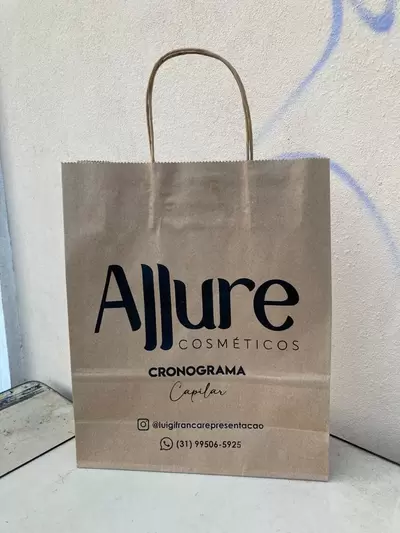 Allure
COSMÉTICOS
CRONOGRAMA
Capilar
@luigifrancarepresentacao
(31) 99506-5925